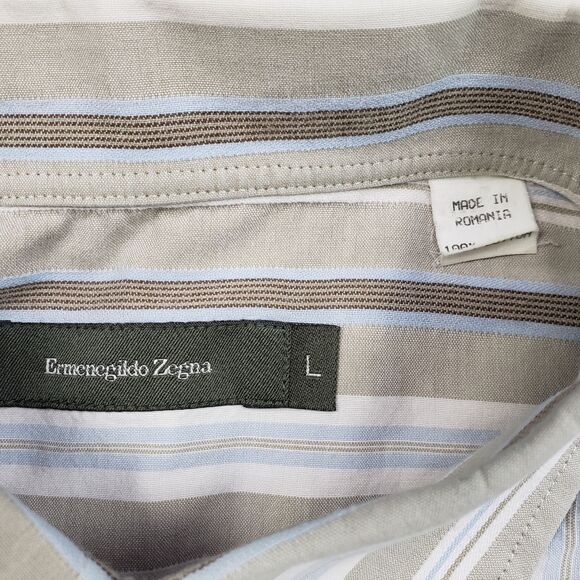 MADE IN
ROMANIA
Ermenegildo Zegna
L